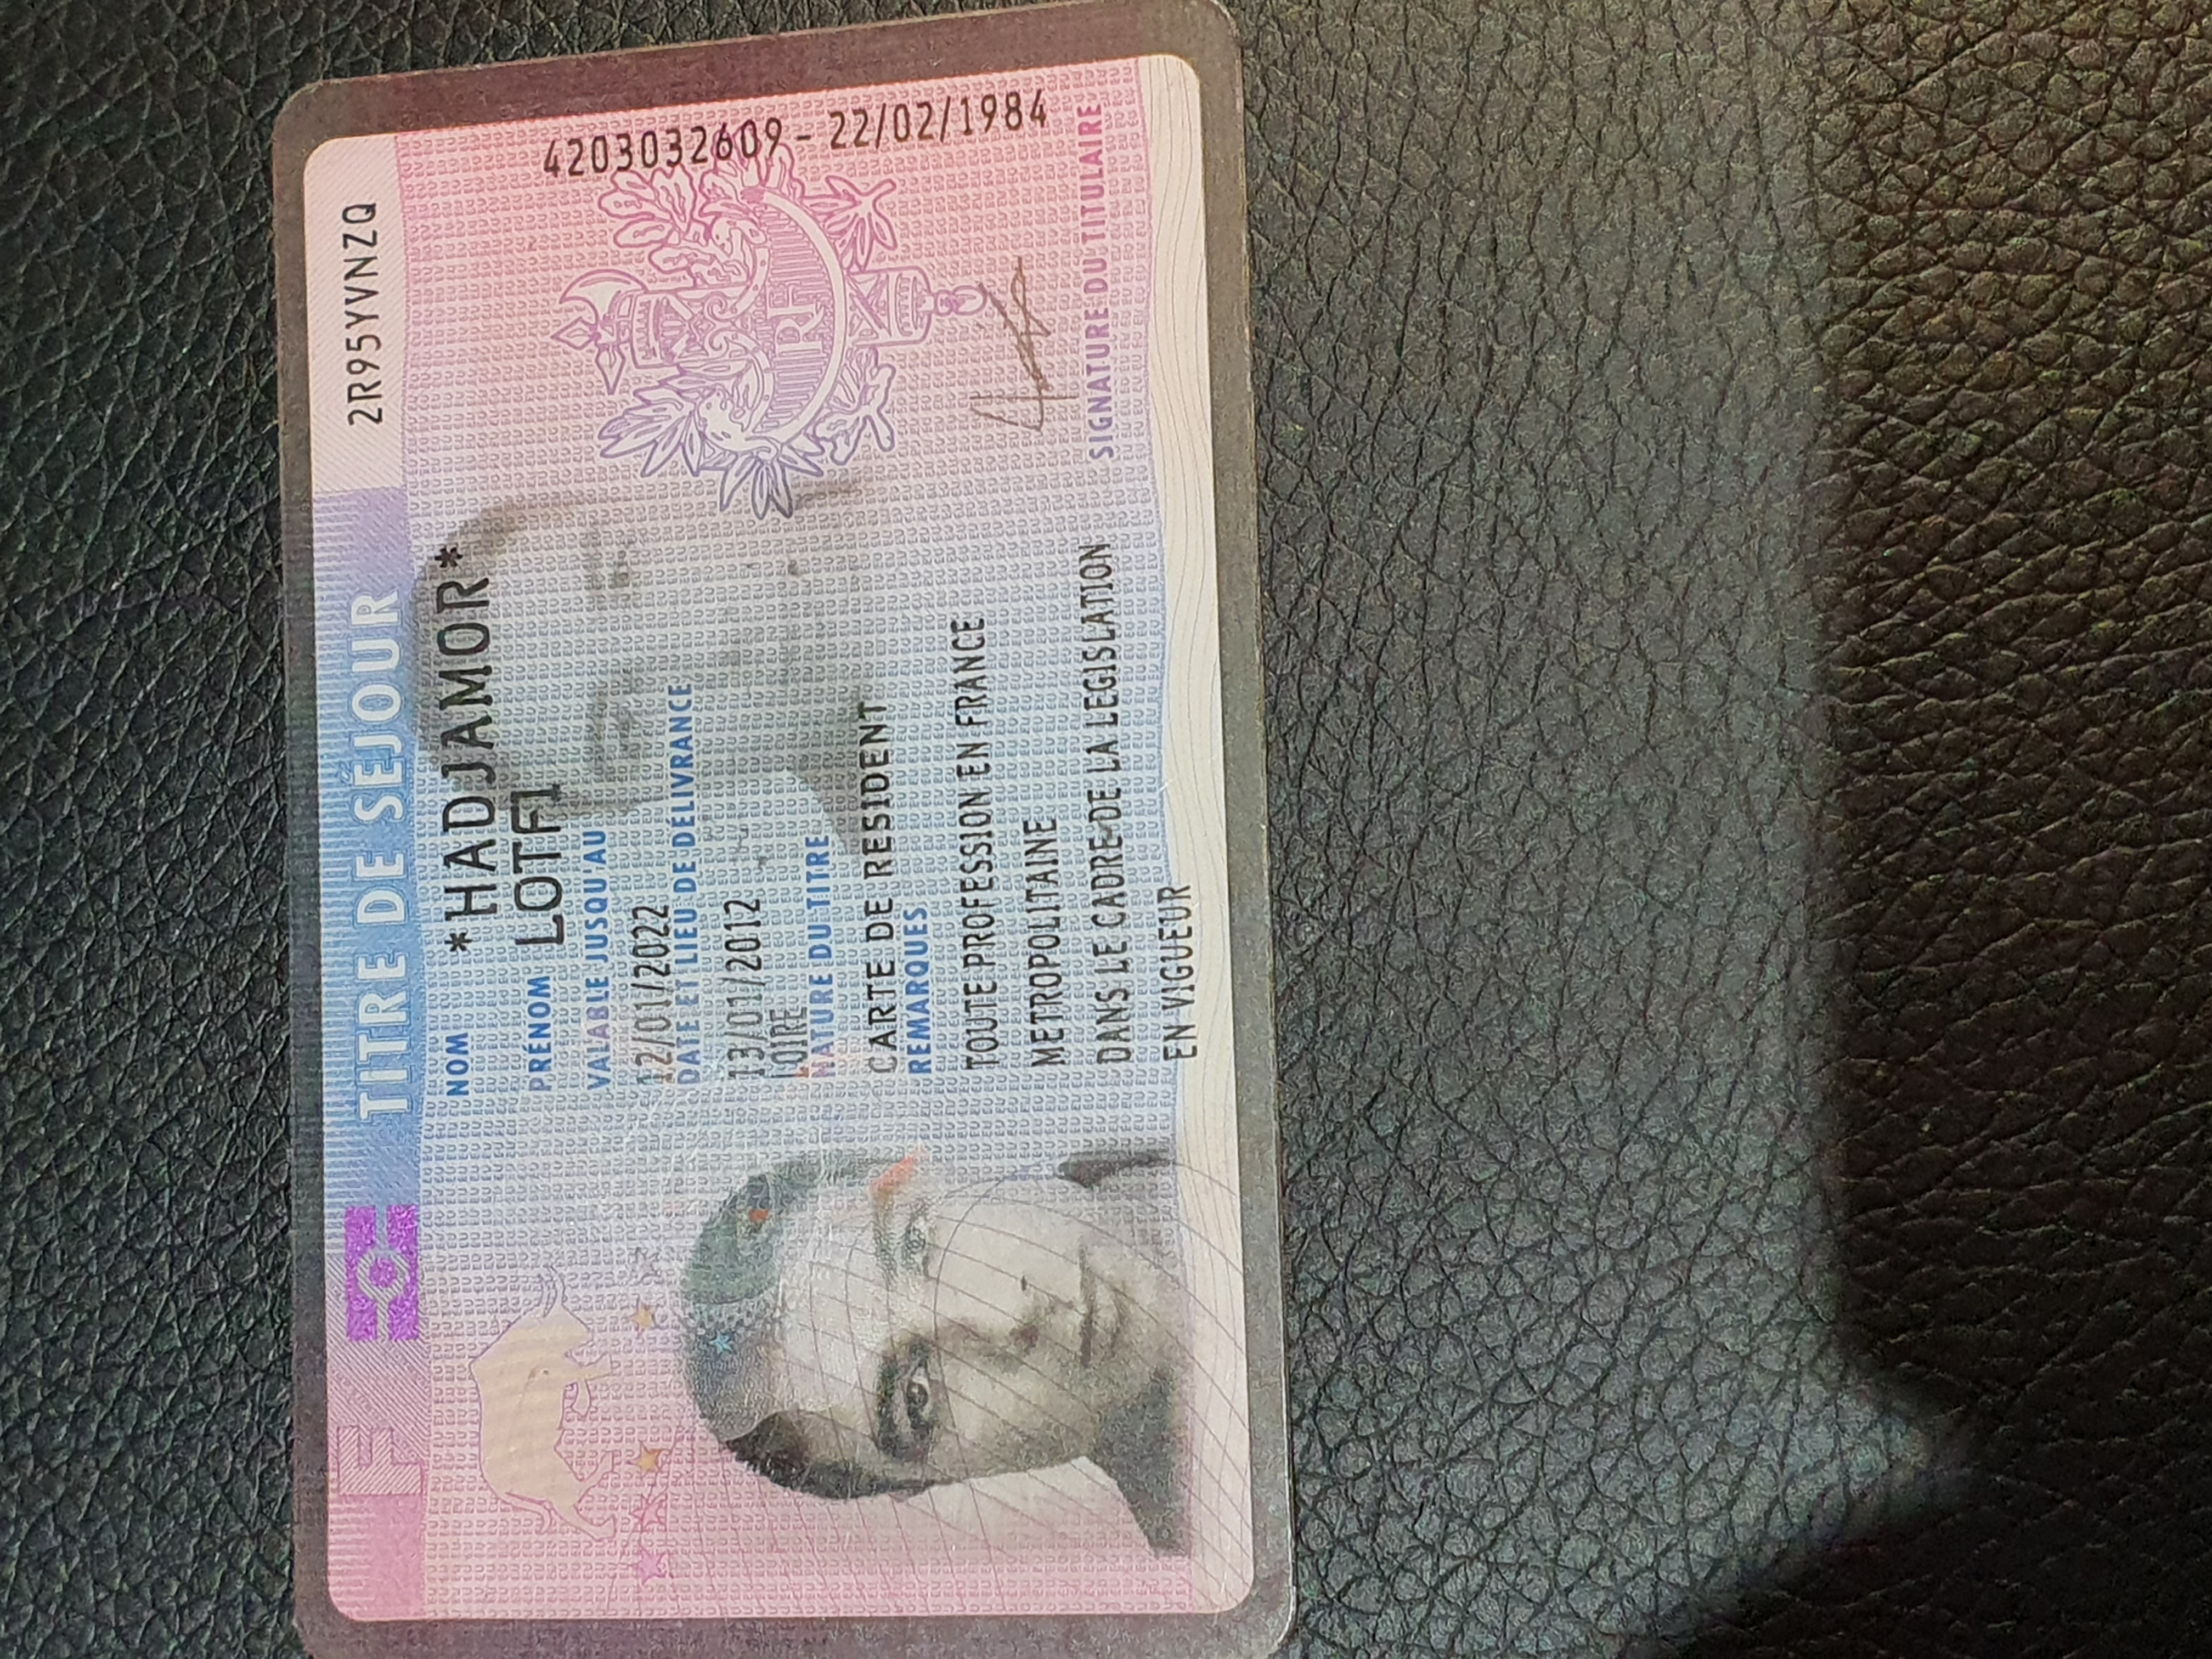 F
TITRE DE SÉJOUR
2R95YVNZQ
NOM *HADJAMOR*
PRÉNOM LOTFI
VALABLE JUSQU'AU
12/01/2022
DATE ET LIEU DE DÉLIVRANCE
13/01/2012
LOIRE
NATURE DU TITRE
CARTE DE RESIDENT
REMARQUES
TOUTE PROFESSION EN FRANCE
METROPOLITAINE
DANS LE CADRE DE LA LEGISLATION
EN VIGUEUR
RF
SIGNATURE DU TITULAIRE
4203032609 - 22/02/1984